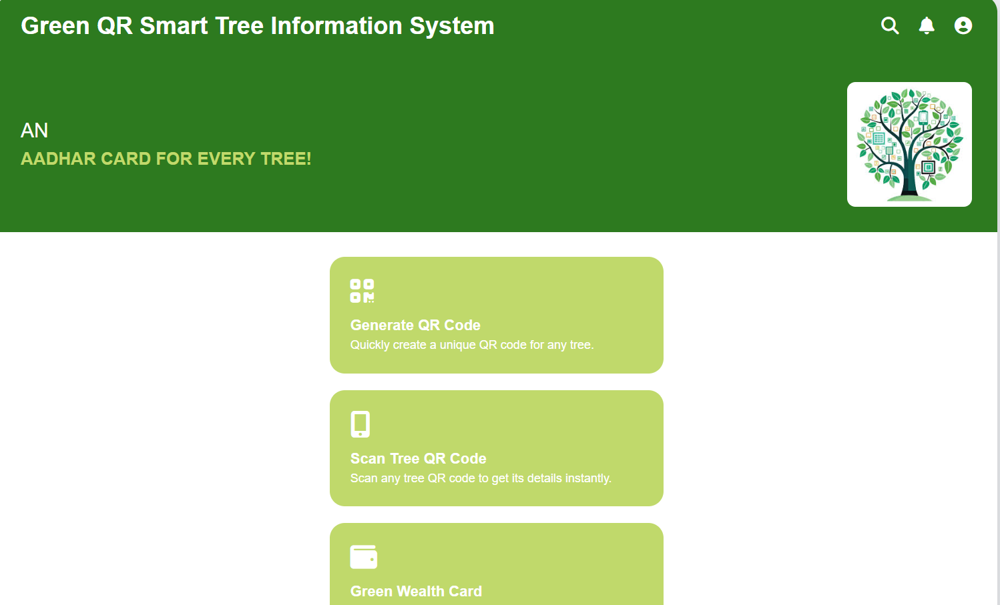 Green QR Smart Tree Information System
AN
AADHAR CARD FOR EVERY TREE!
Generate QR Code
Quickly create a unique QR code for any tree.
Scan Tree QR Code
Scan any tree QR code to get its details instantly.
Green Wealth Card